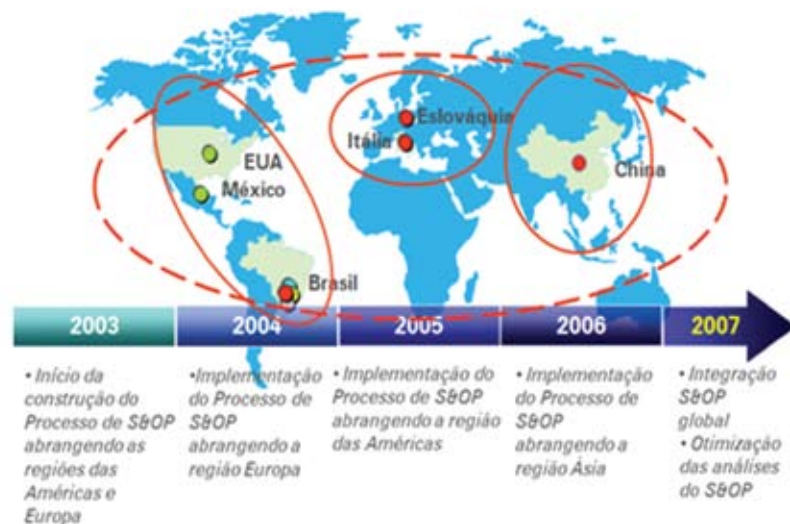 Eslováquia
Itália
EUA
México
China
Brasil
2003
2004
2005
2006
2007
• Início da
construção do
Processo de S&OP
abrangendo as
regiões das
Américas e
Europa
•Implementação
do Processo de
S&OP
abrangendo a
região Europa
• Implementação do
Processo de S&OP
abrangendo a região
das Américas
• Implementação
do Processo de
S&OP
abrangendo a
região Ásia
• Integração
S&OP
global
• Otimização
das análises
do S&OP